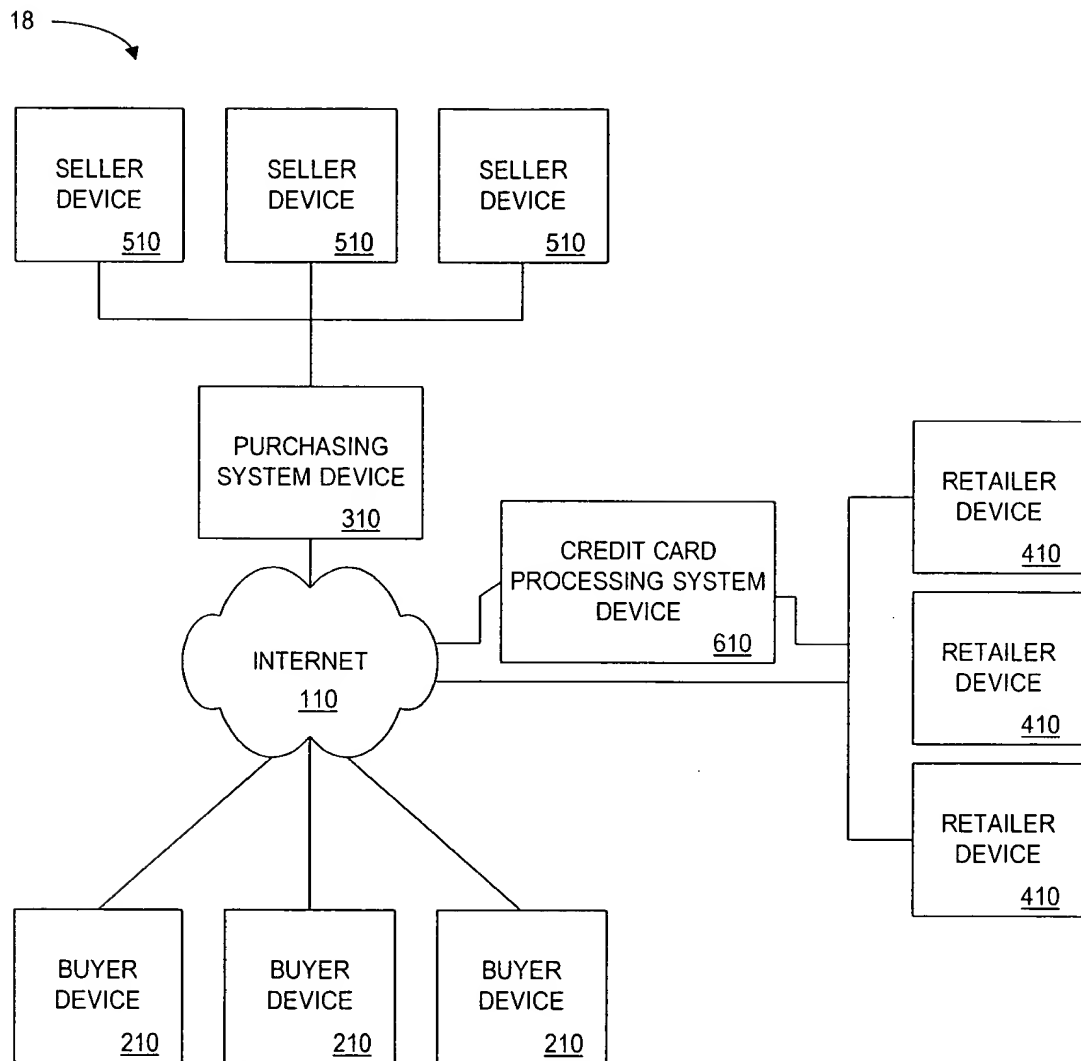 18
SELLER
DEVICE
510
SELLER
DEVICE
510
SELLER
DEVICE
510
PURCHASING
SYSTEM DEVICE
310
CREDIT CARD
PROCESSING SYSTEM
DEVICE
610
RETAILER
DEVICE
410
RETAILER
DEVICE
410
RETAILER
DEVICE
410
INTERNET
110
BUYER
DEVICE
210
BUYER
DEVICE
210
BUYER
DEVICE
210